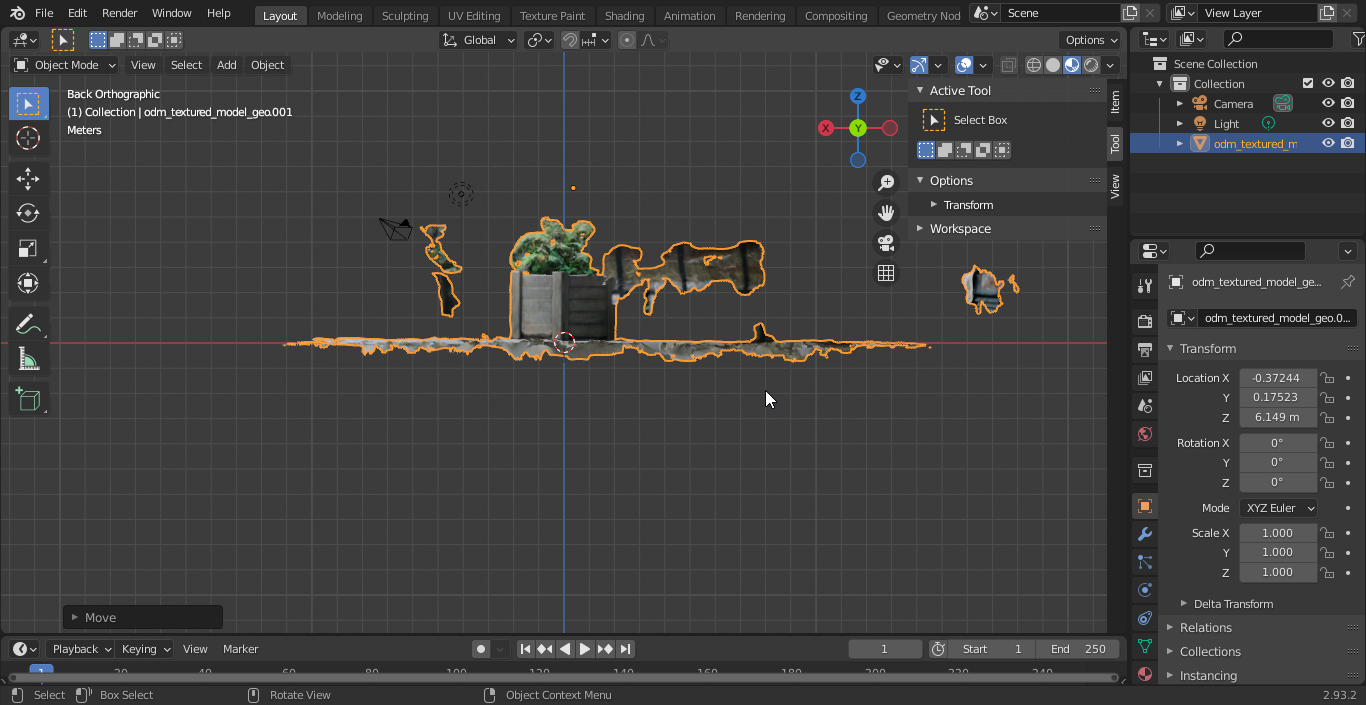 File Edit Render Window Help Layout Modeling Sculpting UV Editing Texture Paint Shading Animation Rendering Compositing Geometry Nod Scene View Layer
Global Options
Object Mode View Select Add Object
Back Orthographic
(1) Collection | odm_textured_model_geo.001
Meters
Z
X Y
Active Tool
Select Box
Options
Transform
Workspace
Item
Tool
View
Scene Collection
Collection
Camera
Light
odm_textured_m
odm_textured_model_ge...
odm_textured_model_geo.0...
Transform
Location X -0.37244
Y 0.17523
Z 6.149 m
Rotation X 0°
Y 0°
Z 0°
Mode XYZ Euler
Scale X 1.000
Y 1.000
Z 1.000
Delta Transform
Relations
Collections
Instancing
Move
Playback Keying View Marker 1 Start 1 End 250
1 20 40 60 80 100 120 140 160 180 200 220 240
Select Box Select Rotate View Object Context Menu 2.93.2